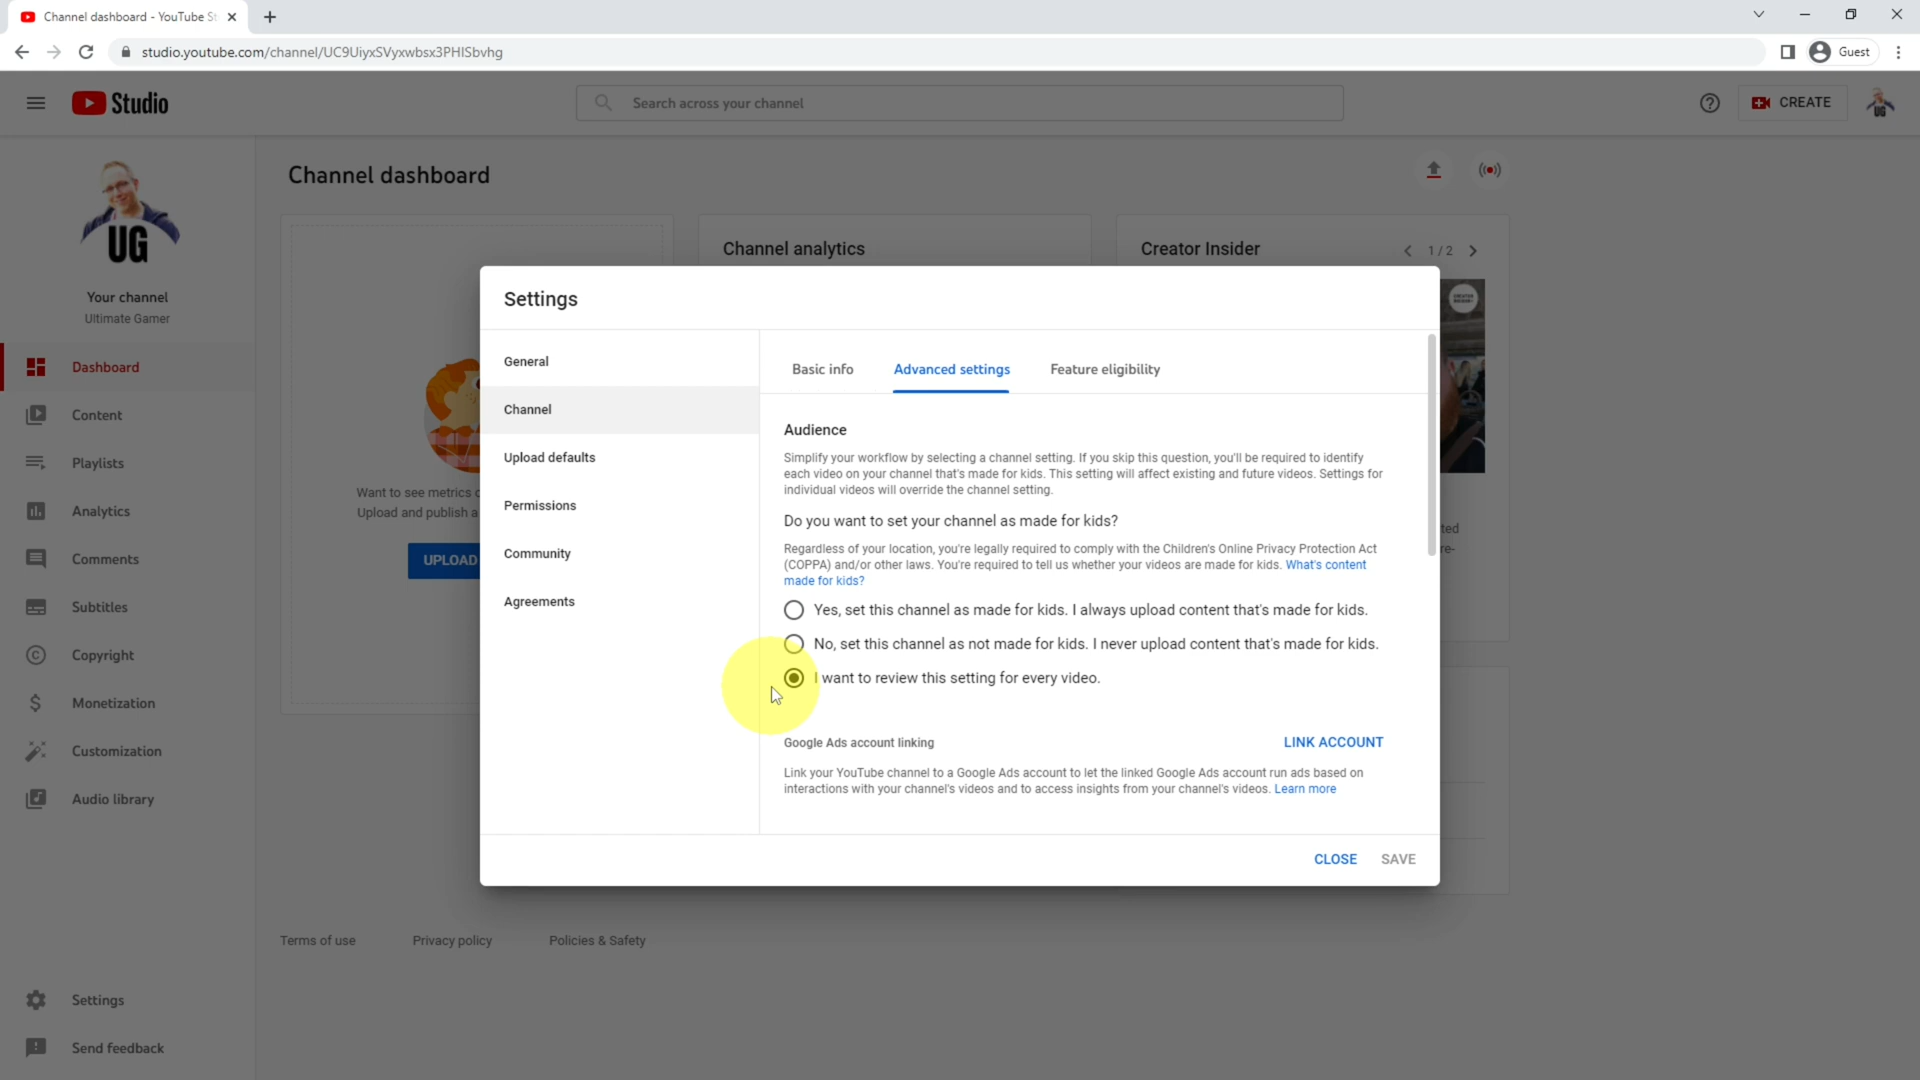 Channel dashboard - YouTube St
studio.youtube.com/channel/UC9UiyxSVyxwbsx3PHISbvhg
Guest
Studio
Search across your channel
CREATE
UG
UG
Your channel
Ultimate Gamer
Dashboard
Content
Playlists
Analytics
Comments
Subtitles
Copyright
Monetization
Customization
Audio library
Settings
Send feedback
Channel dashboard
Want to see metrics
Upload and publish a
UPLOAD
Channel analytics
Creator Insider
1 / 2
ted
re-
Settings
General
Channel
Upload defaults
Permissions
Community
Agreements
Basic info
Advanced settings
Feature eligibility
Audience
Simplify your workflow by selecting a channel setting. If you skip this question, you'll be required to identify
each video on your channel that's made for kids. This setting will affect existing and future videos. Settings for
individual videos will override the channel setting.
Do you want to set your channel as made for kids?
Regardless of your location, you're legally required to comply with the Children's Online Privacy Protection Act
(COPPA) and/or other laws. You're required to tell us whether your videos are made for kids. What's content
made for kids?
Yes, set this channel as made for kids. I always upload content that's made for kids.
No, set this channel as not made for kids. I never upload content that's made for kids.
I want to review this setting for every video.
Google Ads account linking
LINK ACCOUNT
Link your YouTube channel to a Google Ads account to let the linked Google Ads account run ads based on
interactions with your channel's videos and to access insights from your channel's videos. Learn more
CLOSE
SAVE
Terms of use
Privacy policy
Policies & Safety